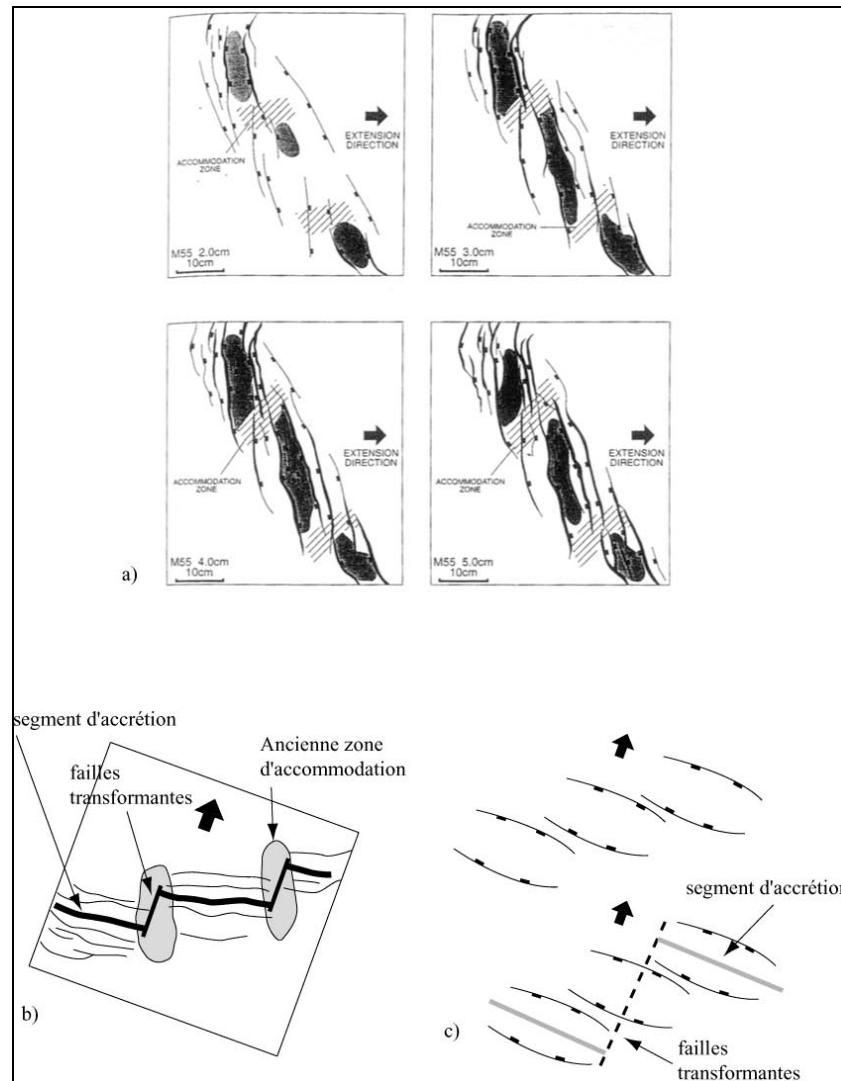 EXTENSION
DIRECTION
ACCOMMODATION
ZONE
M55 2.0cm
10cm
EXTENSION
DIRECTION
ACCOMMODATION
ZONE
M55 3.0cm
10cm
EXTENSION
DIRECTION
ACCOMMODATION
ZONE
M55 4.0cm
10cm
EXTENSION
DIRECTION
ACCOMMODATION
ZONE
M55 5.0cm
10cm
a)
segment d'accrétion
failles
transformantes
Ancienne zone
d'accommodation
b)
segment d'accrétion
failles
transformantes
c)